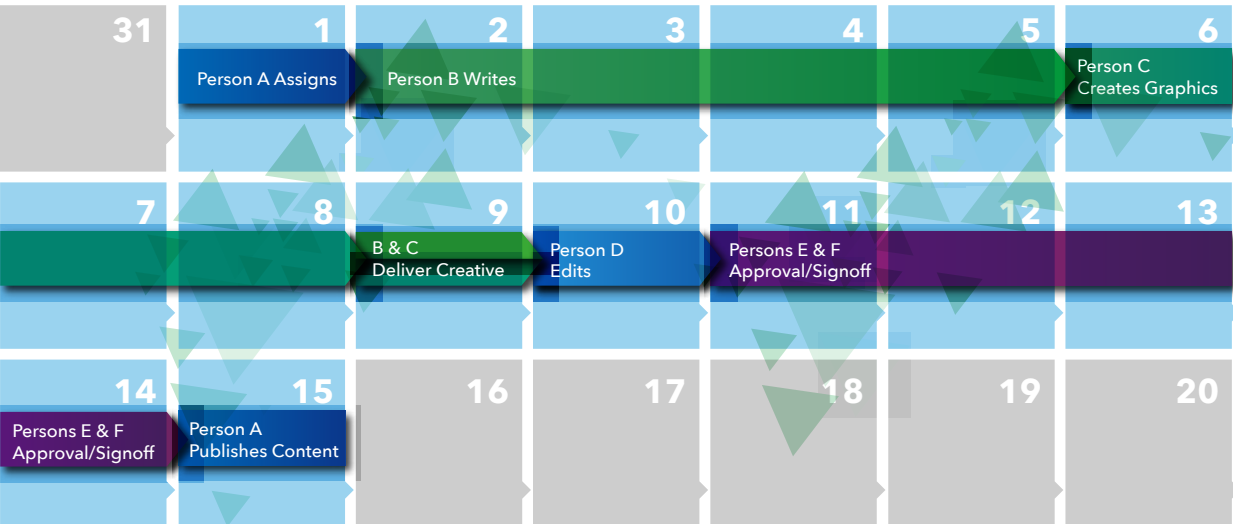 31 1 2 3 4 5 6
Person A Assigns
Person B Writes
Person C
Creates Graphics
7 8 9 10 11 12 13
B & C
Deliver Creative
Person D
Edits
Persons E & F
Approval/Signoff
14 15 16 17 18 19 20
Persons E & F
Approval/Signoff
Person A
Publishes Content